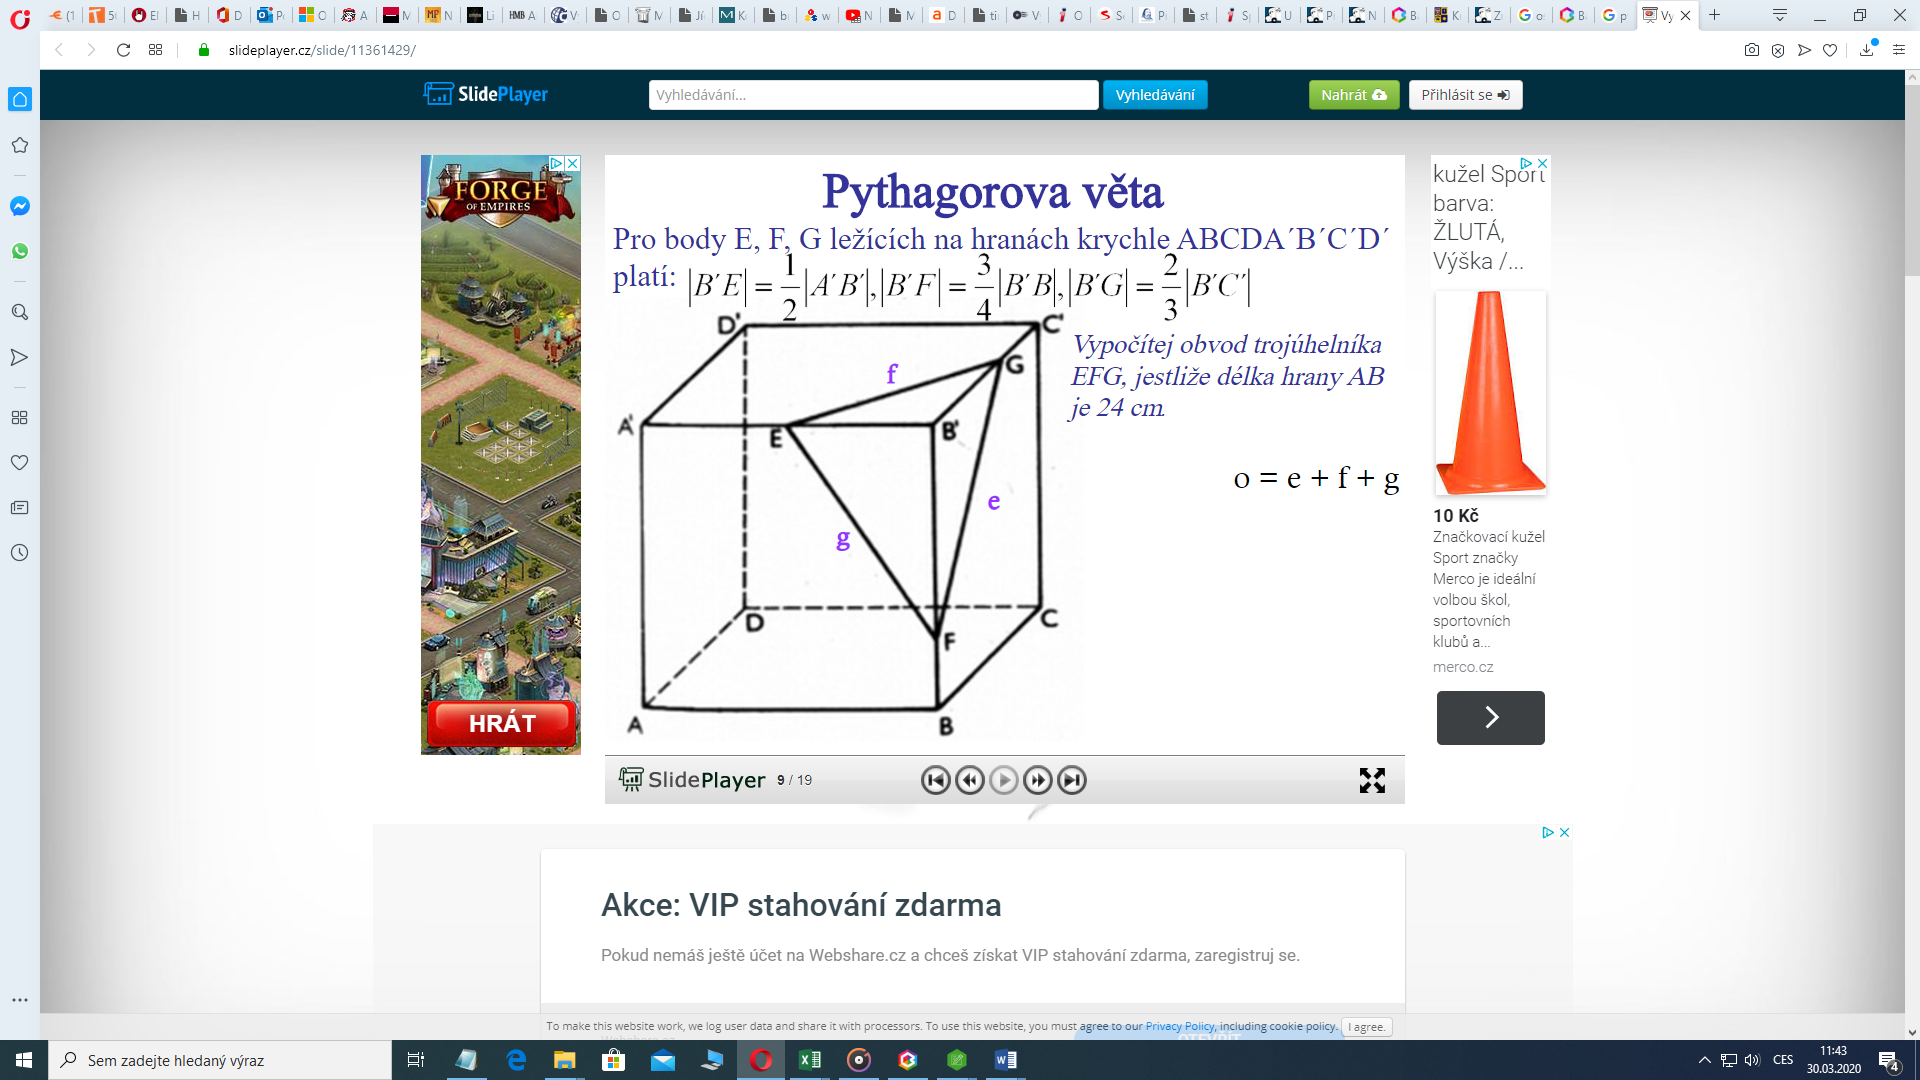 slideplayer.cz/slide/11361429/
SlidePlayer
Vyhledávání...
Vyhledávání
Nahrát
Přihlásit se
FORGE
OF EMPIRES
HRÁT
Pythagorova věta
Pro body E, F, G ležících na hranách krychle ABCDA´B´C´D´
platí: |B´E| = 1/2 |A´B´|, |B´F| = 3/4 |B´B|, |B´G| = 2/3 |B´C´|
D'
C'
Vypočítej obvod trojúhelníka
EFG, jestliže délka hrany AB
je 24 cm
f
G
A'
E
B'
o = e + f + g
e
g
D
C
F
A
B
SlidePlayer 9 / 19
kužel Sport
barva:
ŽLUTÁ,
Výška /...
10 Kč
Značkovací kužel
Sport značky
Merco je ideální
volbou škol,
sportovních
klubů a...
merco.cz
Akce: VIP stahování zdarma
Pokud nemáš ještě účet na Webshare.cz a chceš získat VIP stahování zdarma, zaregistruj se.
To make this website work, we log user data and share it with processors. To use this website, you must agree to our Privacy Policy, including cookie policy. I agree.
Sem zadejte hledaný výraz
CES
11:43
30.03.2020
4